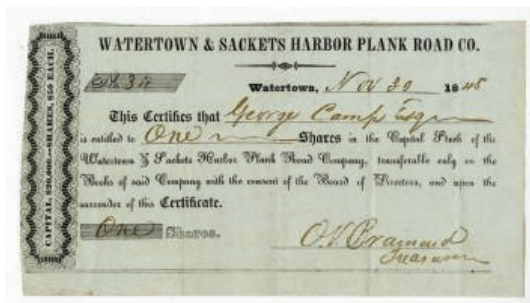 WATERTOWN & SACKETS HARBOR PLANK ROAD CO.
Watertown, Nov 30 1848
This Certifies that George Camp Esq
is entitled to One Shares in the Capital Stock of the
Watertown & Sackets Harbor Plank Road Company, transferable only on the
Books of said Company with the consent of the Board of Directors, and upon the
surrender of this Certificate.
One Shares.
O. V. Brainard
Treasurer
CAPITAL, $20,000.—SHARES, $50 EACH.